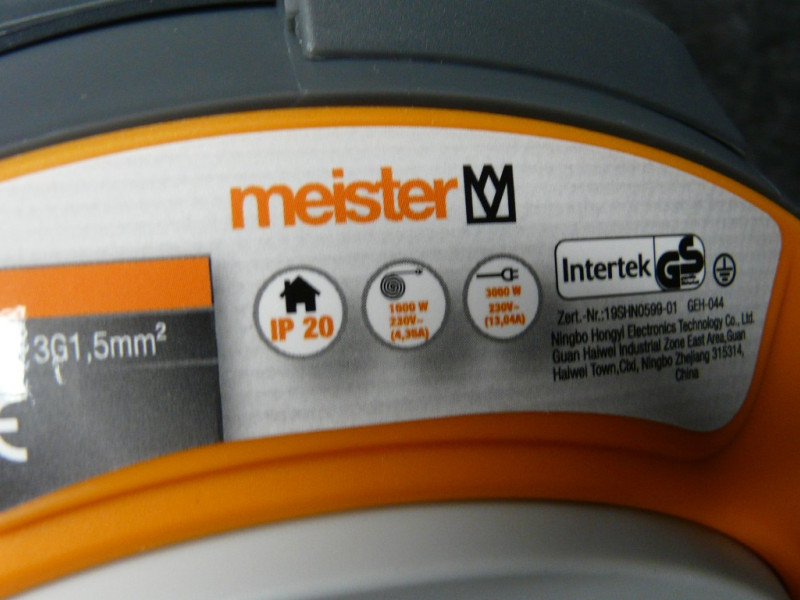 meister
IP 20
1000 W
230V~
(4,35A)
3000 W
230V~
(13,04A)
Intertek GS
Zert.-Nr.:19SHN0599-01 GEH-044
Ningbo Hongyi Electronics Technology Co., Ltd.
Guan Haiwei Industrial Zone East Area,Guan
Haiwei Town,Cixi, Ningbo Zhejiang 315314,
China
3G1,5mm²
CE